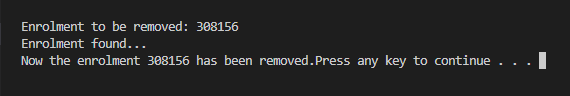 Enrolment to be removed: 308156
Enrolment found...
Now the enrolment 308156 has been removed.Press any key to continue . . .